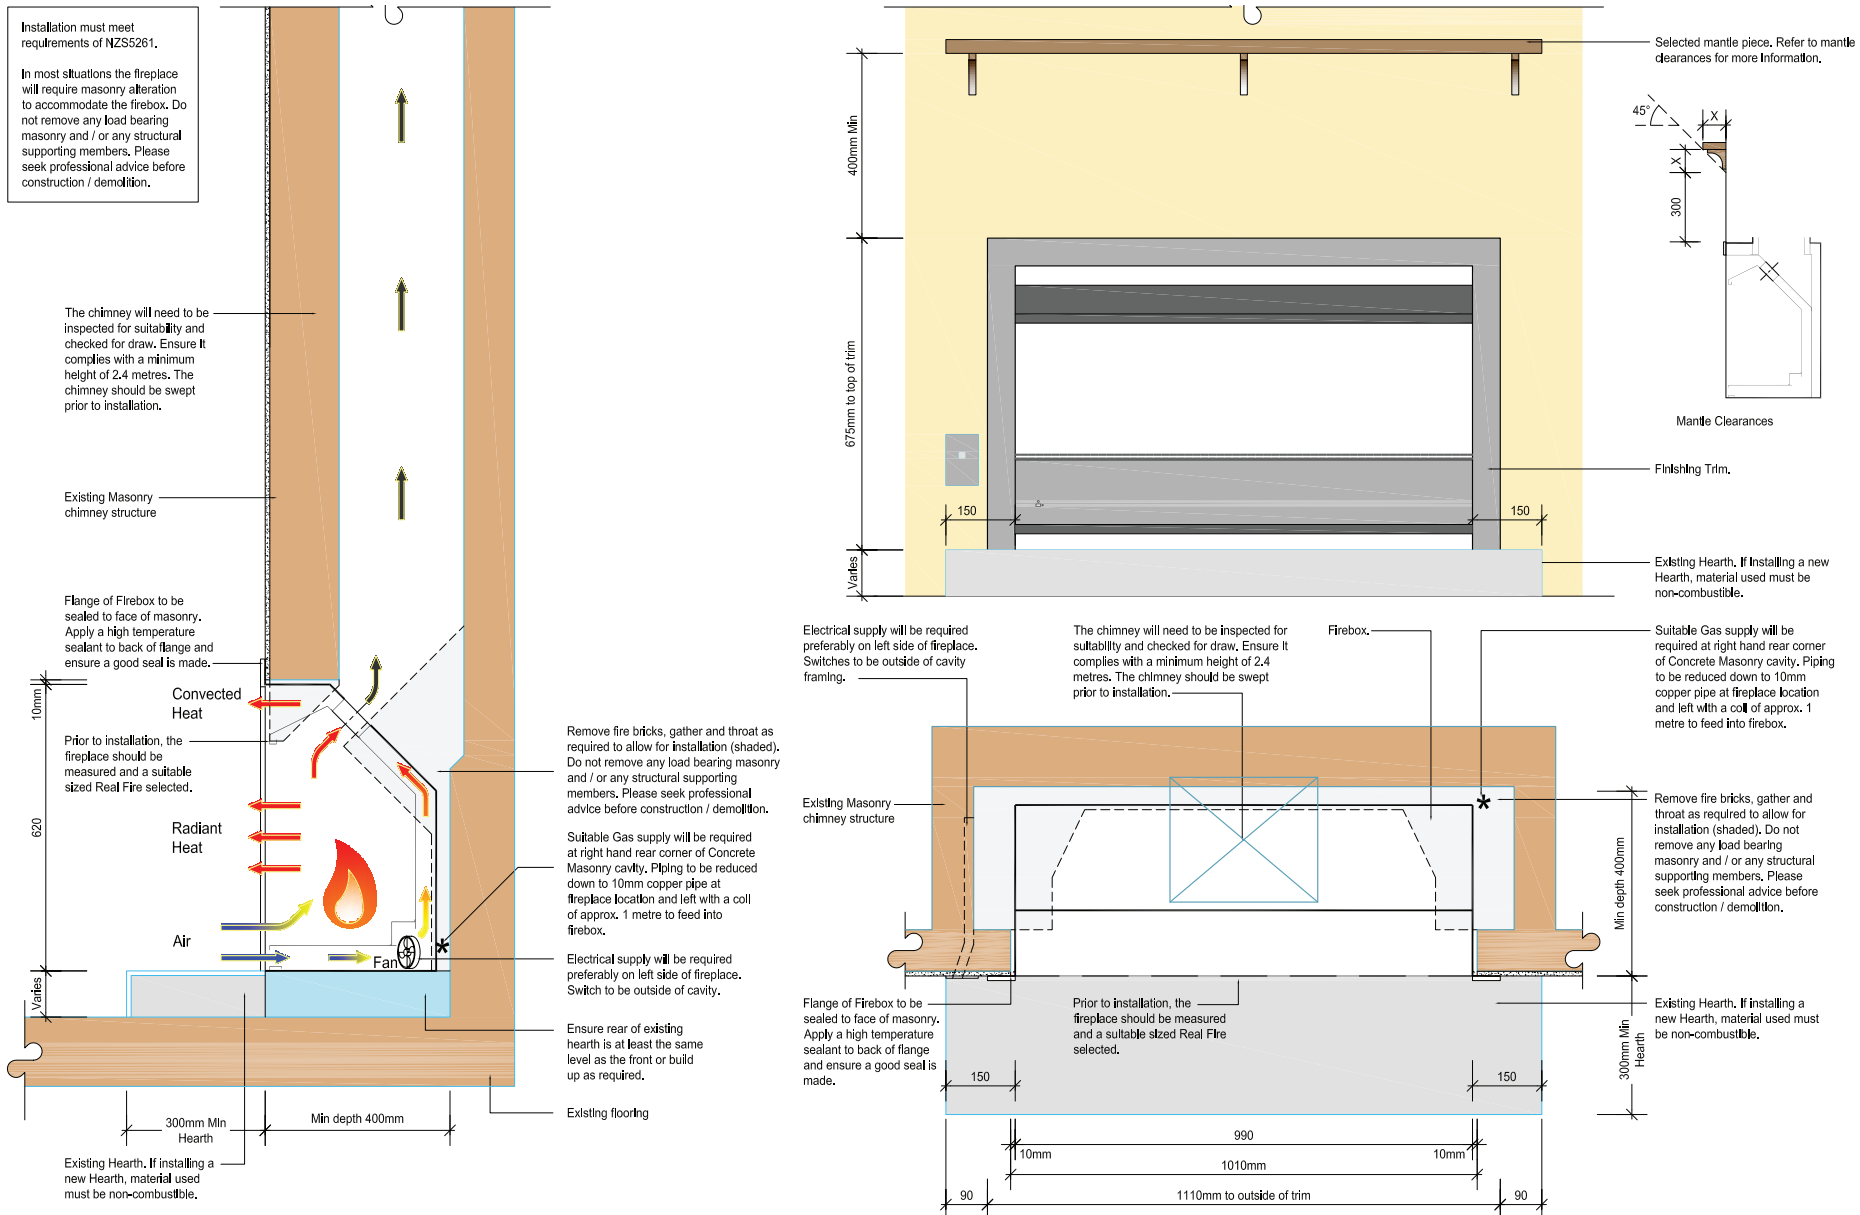 Installation must meet
requirements of NZS5261.
In most situations the fireplace
will require masonry alteration
to accommodate the firebox. Do
not remove any load bearing
masonry and / or any structural
supporting members. Please
seek professional advice before
construction / demolition.
The chimney will need to be
inspected for suitability and
checked for draw. Ensure it
complies with a minimum
height of 2.4 metres. The
chimney should be swept
prior to installation.
Existing Masonry
chimney structure
Flange of Firebox to be
sealed to face of masonry.
Apply a high temperature
sealant to back of flange and
ensure a good seal is made.
10mm
Convected
Heat
Prior to installation, the
fireplace should be
measured and a suitable
sized Real Fire selected.
620
Radiant
Heat
Air
Fan
*
Varies
300mm Min
Hearth
Min depth 400mm
Existing Hearth. If installing a
new Hearth, material used
must be non-combustible.
Remove fire bricks, gather and throat as
required to allow for installation (shaded).
Do not remove any load bearing masonry
and / or any structural supporting
members. Please seek professional
advice before construction / demolition.
Suitable Gas supply will be required
at right hand rear corner of Concrete
Masonry cavity. Piping to be reduced
down to 10mm copper pipe at
fireplace location and left with a coil
of approx. 1 metre to feed into
firebox.
Electrical supply will be required
preferably on left side of fireplace.
Switch to be outside of cavity.
Ensure rear of existing
hearth is at least the same
level as the front or build
up as required.
Existing flooring
400mm Min
675mm to top of trim
Varies
150
150
Selected mantle piece. Refer to mantle
clearances for more information.
45°
X
X
300
Mantle Clearances
Finishing Trim.
Existing Hearth. If installing a new
Hearth, material used must be
non-combustible.
Electrical supply will be required
preferably on left side of fireplace.
Switches to be outside of cavity
framing.
The chimney will need to be inspected for
suitability and checked for draw. Ensure it
complies with a minimum height of 2.4
metres. The chimney should be swept
prior to installation.
Firebox.
Suitable Gas supply will be
required at right hand rear corner
of Concrete Masonry cavity. Piping
to be reduced down to 10mm
copper pipe at fireplace location
and left with a coil of approx. 1
metre to feed into firebox.
Existing Masonry
chimney structure
*
Remove fire bricks, gather and
throat as required to allow for
installation (shaded). Do not
remove any load bearing
masonry and / or any structural
supporting members. Please
seek professional advice before
construction / demolition.
Min depth 400mm
Flange of Firebox to be
sealed to face of masonry.
Apply a high temperature
sealant to back of flange
and ensure a good seal is
made.
Prior to installation, the
fireplace should be measured
and a suitable sized Real Fire
selected.
Existing Hearth. If installing a
new Hearth, material used must
be non-combustible.
300mm Min
Hearth
150
150
990
10mm
10mm
1010mm
90
1110mm to outside of trim
90